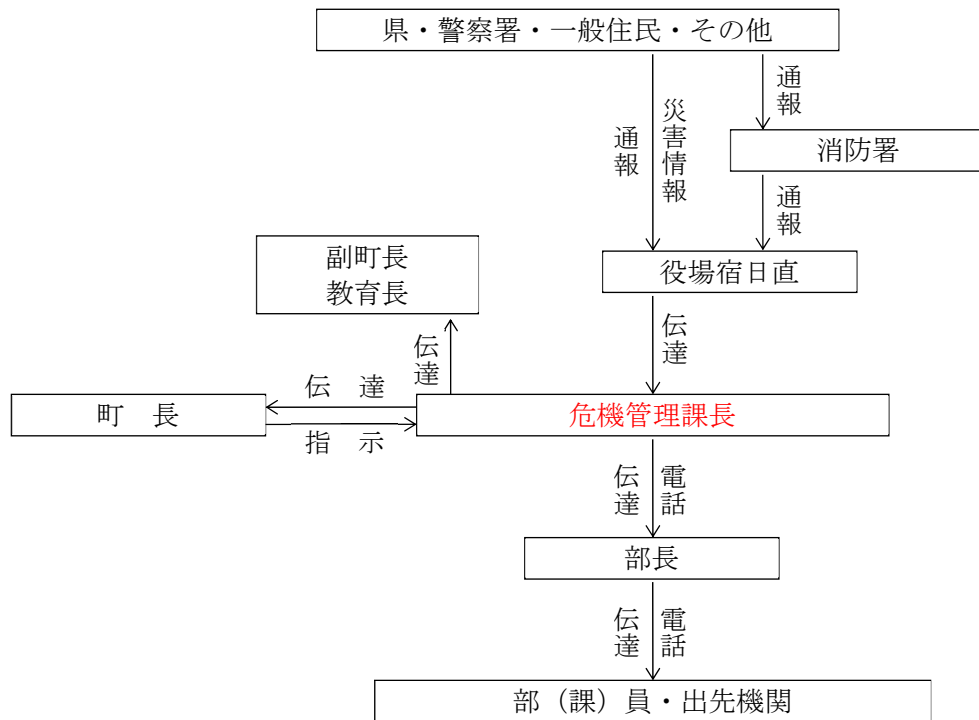 県・警察署・一般住民・その他
通報
災害情報
通報
消防署
通報
役場宿日直
副町長
教育長
伝達
伝達
伝 達
町 長
危機管理課長
指 示
伝達
電話
部長
伝達
電話
部（課）員・出先機関